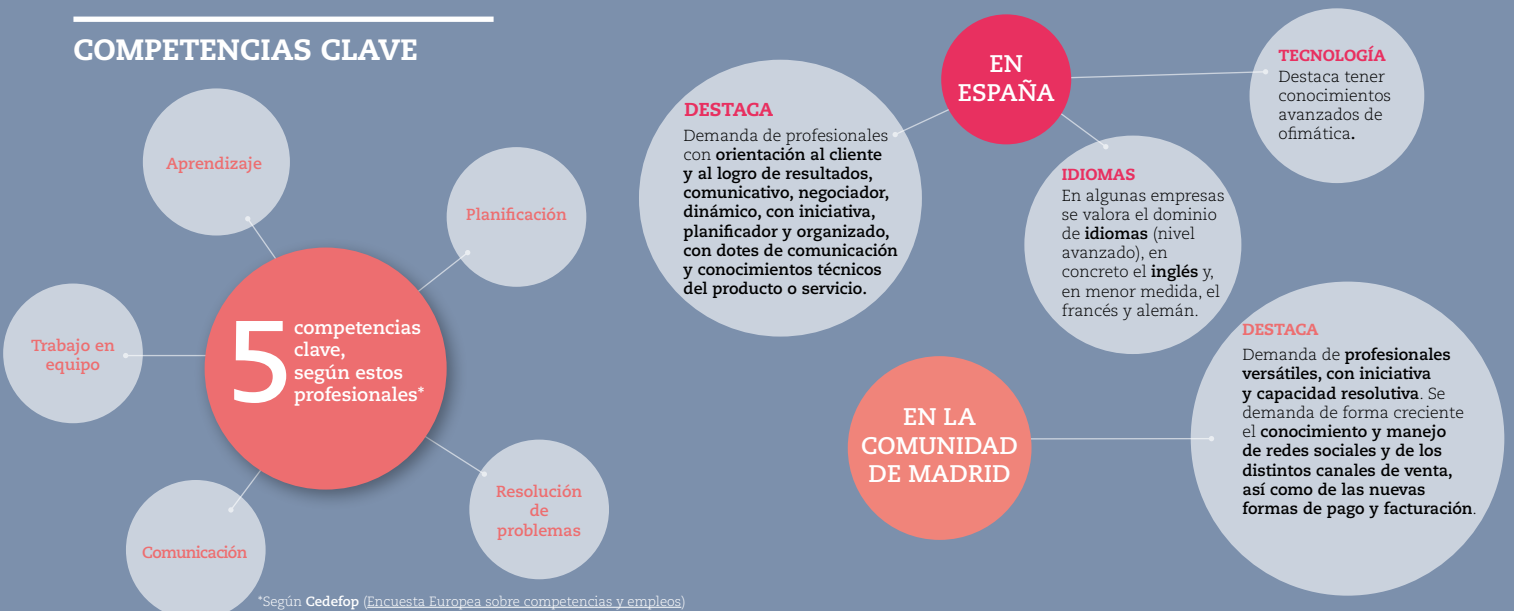 COMPETENCIAS CLAVE
Aprendizaje
Planificación
Trabajo en
equipo
5
competencias
clave,
según estos
profesionales*
Resolución
de
problemas
Comunicación
*Según Cedefop (Encuesta Europea sobre competencias y empleos)
EN
ESPAÑA
DESTACA
Demanda de profesionales
con orientación al cliente
y al logro de resultados,
comunicativo, negociador,
dinámico, con iniciativa,
planificador y organizado,
con dotes de comunicación
y conocimientos técnicos
del producto o servicio.
TECNOLOGÍA
Destaca tener
conocimientos
avanzados de
ofimática.
IDIOMAS
En algunas empresas
se valora el dominio
de idiomas (nivel
avanzado), en
concreto el inglés y,
en menor medida, el
francés y alemán.
EN LA
COMUNIDAD
DE MADRID
DESTACA
Demanda de profesionales
versátiles, con iniciativa
y capacidad resolutiva. Se
demanda de forma creciente
el conocimiento y manejo
de redes sociales y de los
distintos canales de venta,
así como de las nuevas
formas de pago y facturación.